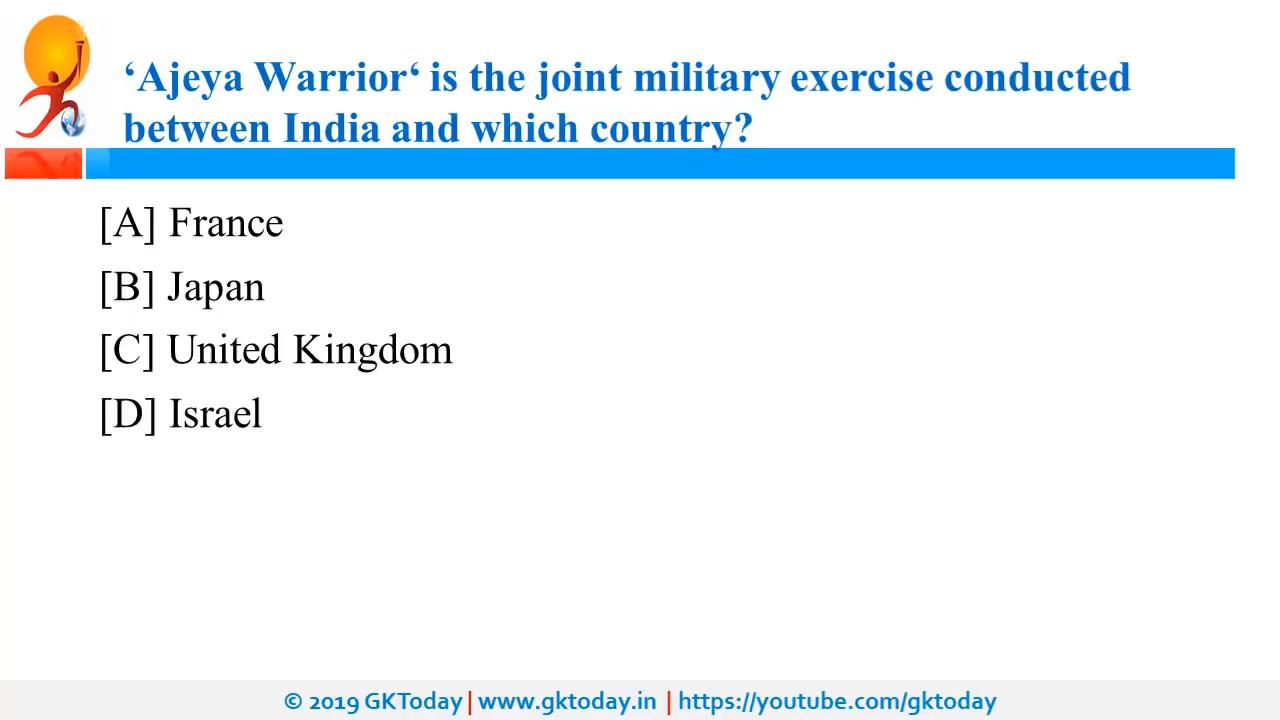 ‘Ajeya Warrior‘ is the joint military exercise conducted
between India and which country?
[A] France
[B] Japan
[C] United Kingdom
[D] Israel
© 2019 GKToday | www.gktoday.in | https://youtube.com/gktoday